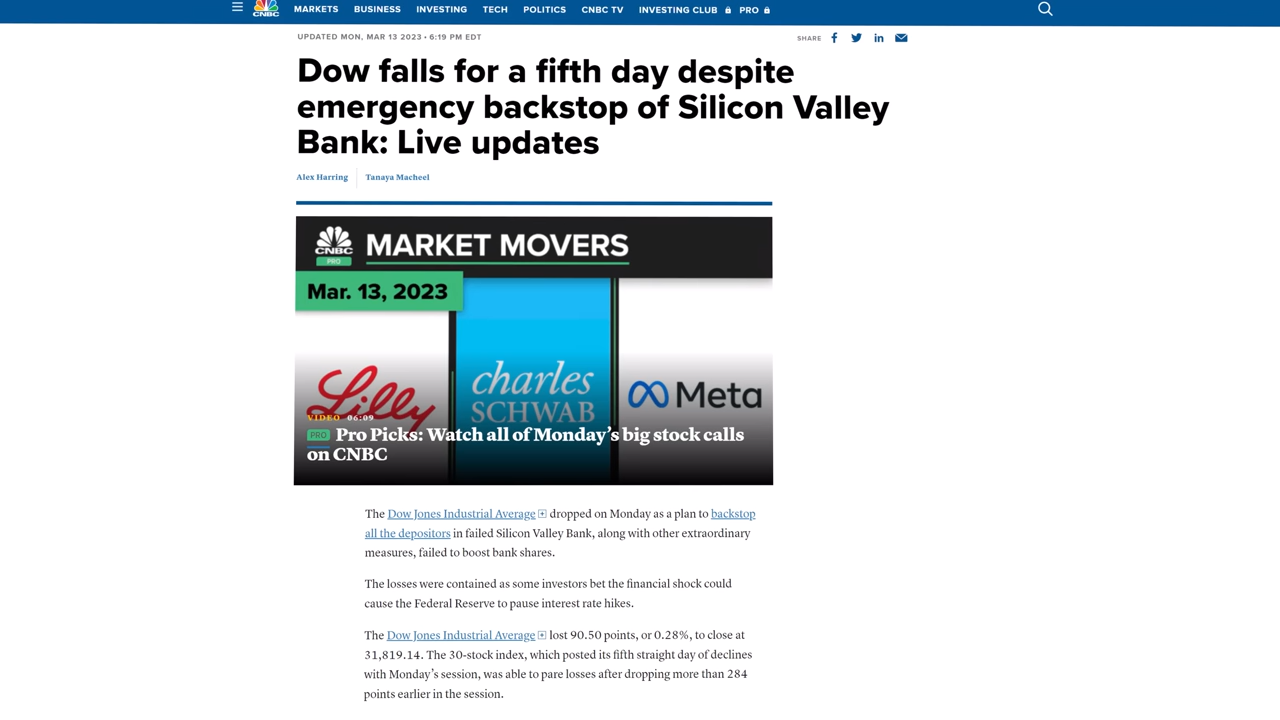 CNBC
MARKETS BUSINESS INVESTING TECH POLITICS CNBC TV INVESTING CLUB PRO
UPDATED MON, MAR 13 2023 • 6:19 PM EDT
SHARE
Dow falls for a fifth day despite
emergency backstop of Silicon Valley
Bank: Live updates
Alex Harring Tanaya Macheel
CNBC
PRO
MARKET MOVERS
Mar. 13, 2023
Lilly
charles
SCHWAB
Meta
VIDEO 06:09
PRO Pro Picks: Watch all of Monday’s big stock calls
on CNBC
The Dow Jones Industrial Average dropped on Monday as a plan to backstop
all the depositors in failed Silicon Valley Bank, along with other extraordinary
measures, failed to boost bank shares.
The losses were contained as some investors bet the financial shock could
cause the Federal Reserve to pause interest rate hikes.
The Dow Jones Industrial Average lost 90.50 points, or 0.28%, to close at
31,819.14. The 30-stock index, which posted its fifth straight day of declines
with Monday’s session, was able to pare losses after dropping more than 284
points earlier in the session.